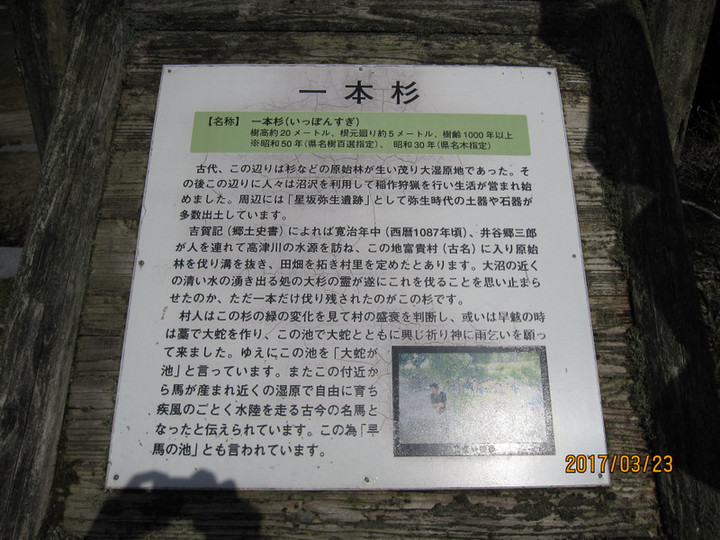 一本杉
【名称】 一本杉(いっぽんすぎ)
樹高約20メートル、根元廻り約5メートル、樹齢1000年以上
※昭和50年(県名樹百選指定)、 昭和30年(県名木指定)
古代、この辺りは杉などの原始林が生い茂り大湿原地であった。そ
の後この辺りに人々は沼沢を利用して稲作狩猟を行い生活が営まれ始
めました。周辺には「星坂弥生遺跡」として弥生時代の土器や石器が
多数出土しています。
吉賀記(郷土史書)によれば寛治年中(西暦1087年頃)、井谷郷三郎
が人を連れて高津川の水源を訪ね、この地富貴村(古名)に入り原始
林を伐り溝を抜き、田畑を拓き村里を定めたとあります。大沼の近く
の清い水の湧き出る処の大杉の霊が遂にこれを伐ることを思い止まら
せたのか、ただ一本だけ伐り残されたのがこの杉です。
村人はこの杉の緑の変化を見て村の盛衰を判断し、或いは旱魃の時
は藁で大蛇を作り、この池で大蛇とともに興じ祈り神に雨乞いを願っ
て来ました。ゆえにこの池を「大蛇が
池」と言っています。またこの付近か
ら馬が産まれ近くの湿原で自由に育ち
疾風のごとく水陸を走る古今の名馬と
なったと伝えられています。この為「早
馬の池」とも言われています。
2017/03/23